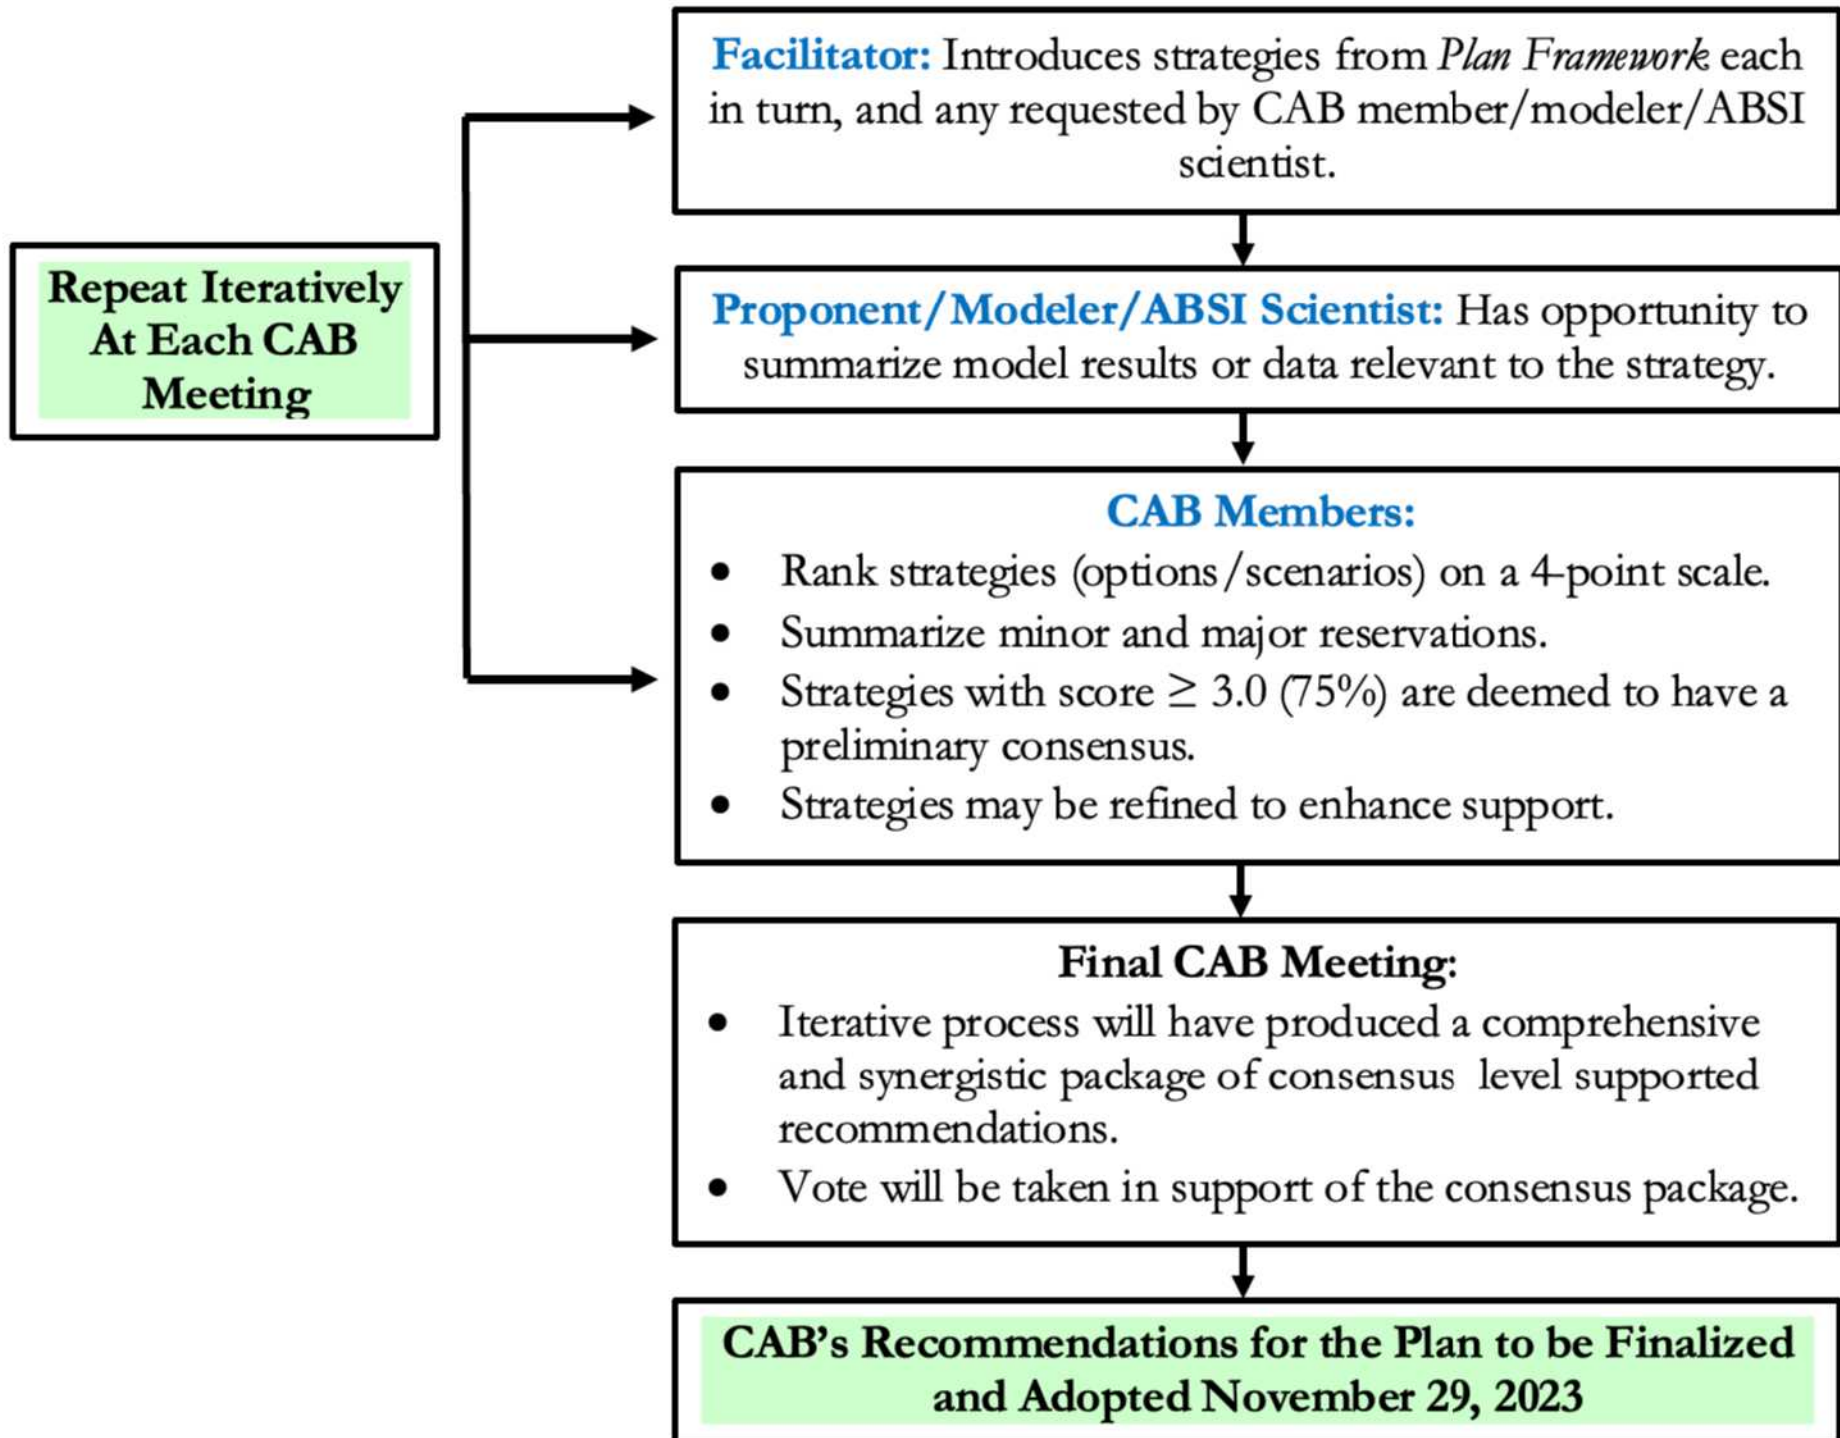 Facilitator: Introduces strategies from Plan Framework each
in turn, and any requested by CAB member/modeler/ABSI
scientist.
Repeat Iteratively
At Each CAB
Meeting
Proponent/Modeler/ABSI Scientist: Has opportunity to
summarize model results or data relevant to the strategy.
CAB Members:
• Rank strategies (options/scenarios) on a 4-point scale.
• Summarize minor and major reservations.
• Strategies with score ≥ 3.0 (75%) are deemed to have a
preliminary consensus.
• Strategies may be refined to enhance support.
Final CAB Meeting:
• Iterative process will have produced a comprehensive
and synergistic package of consensus level supported
recommendations.
• Vote will be taken in support of the consensus package.
CAB's Recommendations for the Plan to be Finalized
and Adopted November 29, 2023